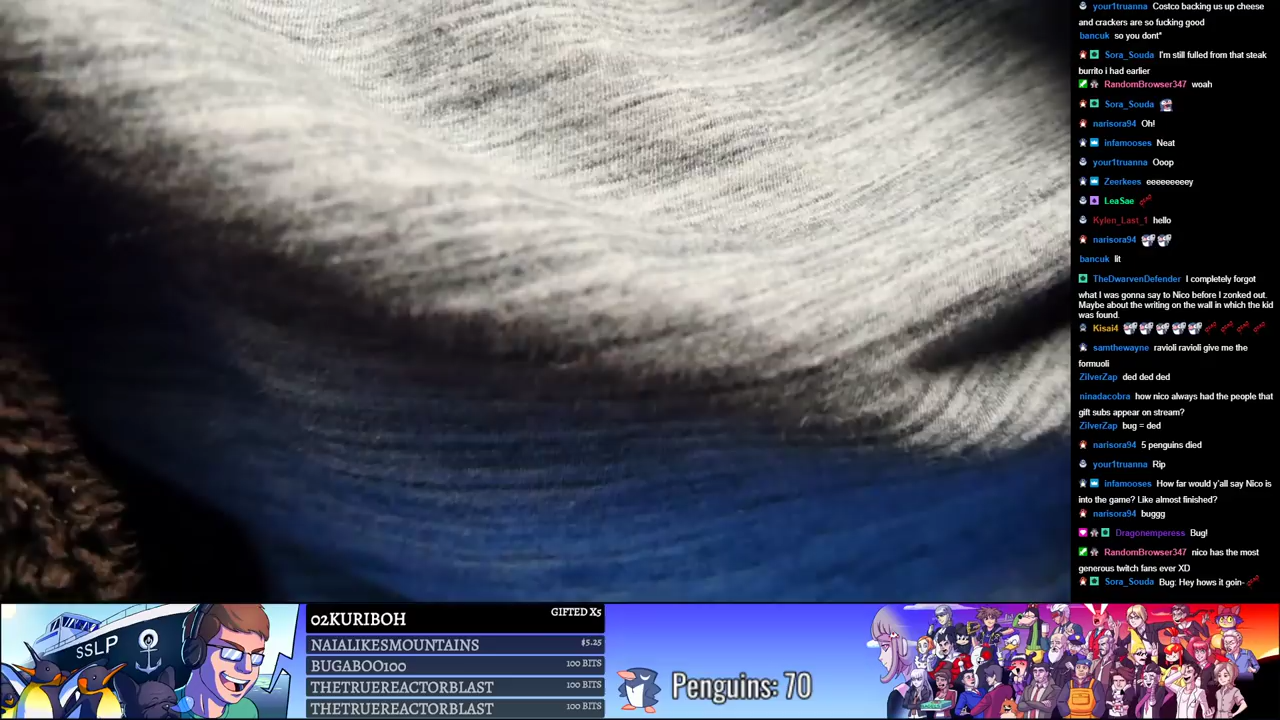 your1truanna Costco backing us up cheese
and crackers are so fucking good
bancuk so you dont*
Sora_Souda I'm still fulled from that steak
burrito i had earlier
RandomBrowser347 woah
Sora_Souda
narisora94 Oh!
infamooses Neat
your1truanna Ooop
Zeerkees eeeeeeeeey
LeaSae
Kylen_Last_1 hello
narisora94
bancuk lit
TheDwarvenDefender I completely forgot
what I was gonna say to Nico before I zonked out.
Maybe about the writing on the wall in which the kid
was found.
Kisai4
samthewayne ravioli ravioli give me the
formuoli
ZilverZap ded ded ded
ninadacobra how nico always had the people that
gift subs appear on stream?
ZilverZap bug = ded
narisora94 5 penguins died
your1truanna Rip
infamooses How far would y'all say Nico is
into the game? Like almost finished?
narisora94 buggg
Dragonemperess Bug!
RandomBrowser347 nico has the most
generous twitch fans ever XD
Sora_Souda Bug: Hey hows it goin-
SSLP
02KURIBOH GIFTED X5
NAIALIKESMOUNTAINS $5.25
BUGABOO100 100 BITS
THETRUEREACTORBLAST 100 BITS
THETRUEREACTORBLAST 100 BITS
Penguins: 70